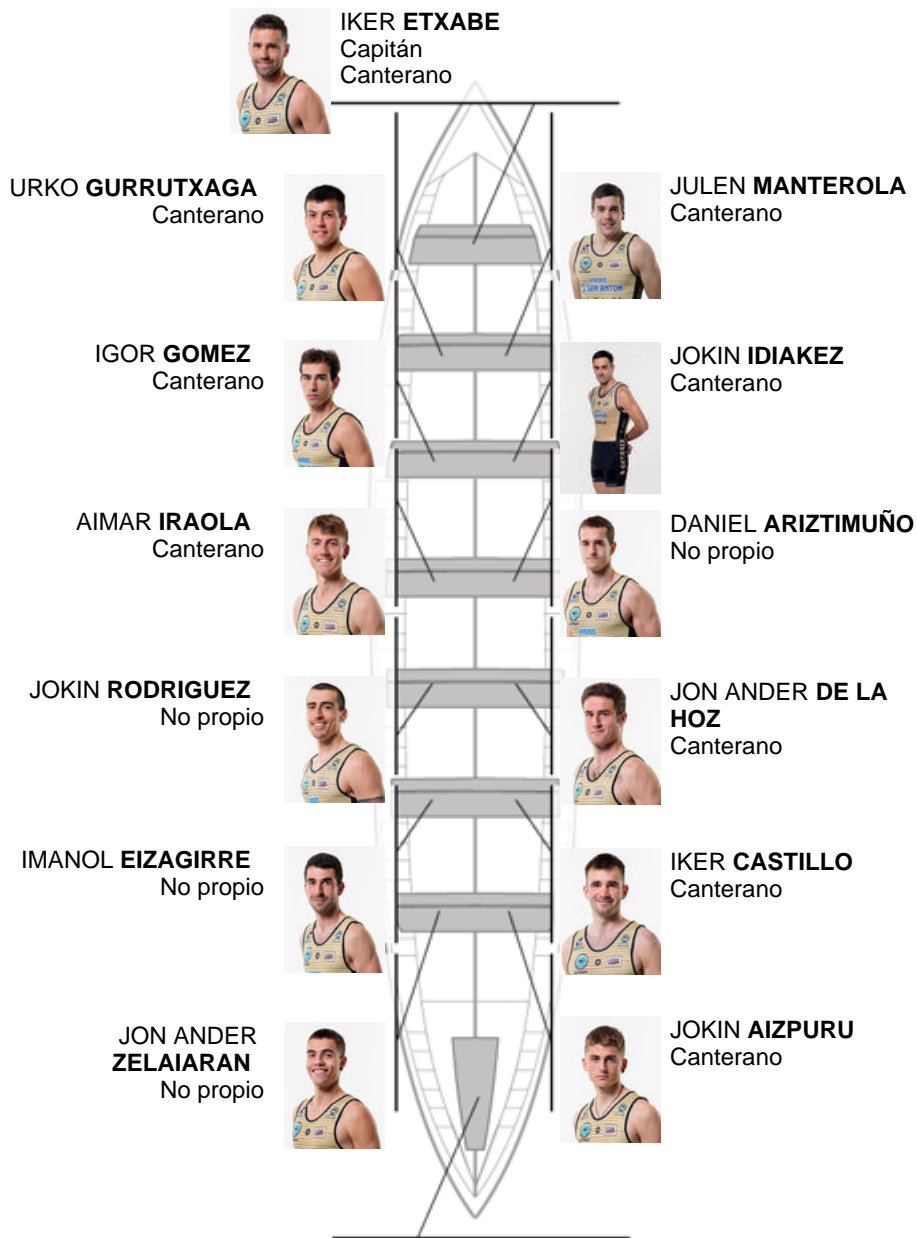 IKER ETXABE
Capitán
Canterano
URKO GURRUTXAGA
Canterano
JULEN MANTEROLA
Canterano
IGOR GOMEZ
Canterano
JOKIN IDIAKEZ
Canterano
AIMAR IRAOLA
Canterano
DANIEL ARIZTIMUÑO
No propio
JOKIN RODRIGUEZ
No propio
JON ANDER DE LA
HOZ
Canterano
IMANOL EIZAGIRRE
No propio
IKER CASTILLO
Canterano
JON ANDER
ZELAIARAN
No propio
JOKIN AIZPURU
Canterano